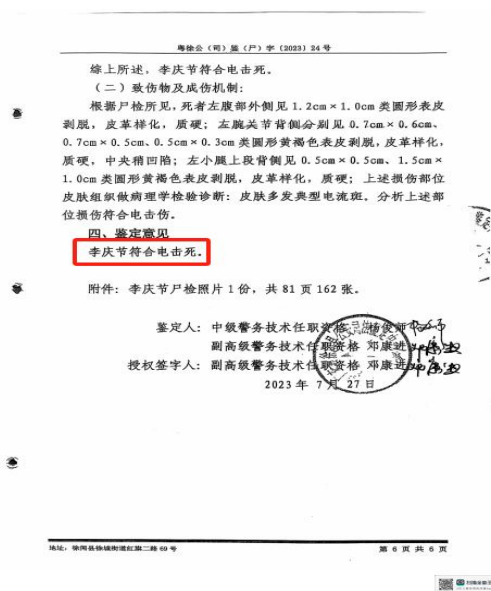 粤徐公（司）鉴（尸）字〔2023〕24号
综上所述，李庆节符合电击死。
（二）致伤物及成伤机制：
根据尸检所见，死者左腹部外侧见1.2cm×1.0cm类圆形表皮
剥脱，皮革样化，质硬；左腕关节背侧分别见0.7cm×0.6cm、
0.7cm×0.5cm、0.5cm×0.3cm类圆形黄褐色表皮剥脱，皮革样化，
质硬，中央稍凹陷；左小腿上段背侧见0.5cm×0.5cm、1.5cm×
1.0cm类圆形黄褐色表皮剥脱，皮革样化，质硬；上述损伤部位
皮肤组织做病理学检验诊断：皮肤多发典型电流斑。分析上述部
位损伤符合电击伤。
四、鉴定意见
李庆节符合电击死。
附件：李庆节尸检照片1份，共81页162张。
鉴定人：中级警务技术任职资格 杨俊师
副高级警务技术任职资格 邓康进
授权签字人：副高级警务技术任职资格 邓康进
2023年7月27日
地址：徐闻县徐城街道红旗二路69号 第6页共6页